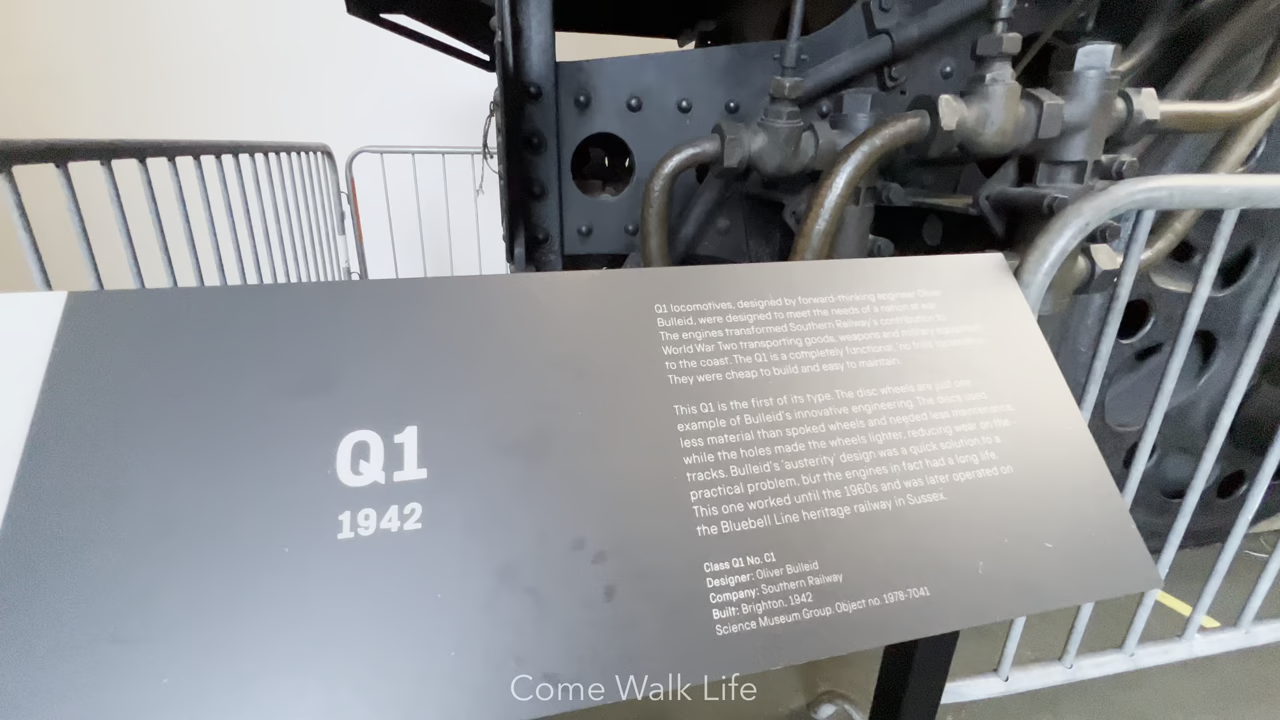 Q1
1942
Q1 locomotives, designed by forward-thinking engineer Oliver
Bulleid, were designed to meet the needs of a nation at war.
The engines transformed Southern Railway's contribution to
World War Two transporting goods, weapons and military equipment
to the coast. The Q1 is a completely functional, 'no frills'
They were cheap to build and easy to maintain.
This Q1 is the first of its type. The disc wheels are just one
example of Bulleid's innovative engineering. The discs used
less material than spoked wheels and needed less maintenance,
while the holes made the wheels lighter, reducing wear on the
tracks. Bulleid's 'austerity' design was a quick solution to a
practical problem, but the engines in fact had a long life.
This one worked until the 1960s and was later operated on
the Bluebell Line heritage railway in Sussex.
Class Q1 No. C1
Designer: Oliver Bulleid
Company: Southern Railway
Built: Brighton, 1942
Science Museum Group. Object no. 1978-7041
Come Walk Life